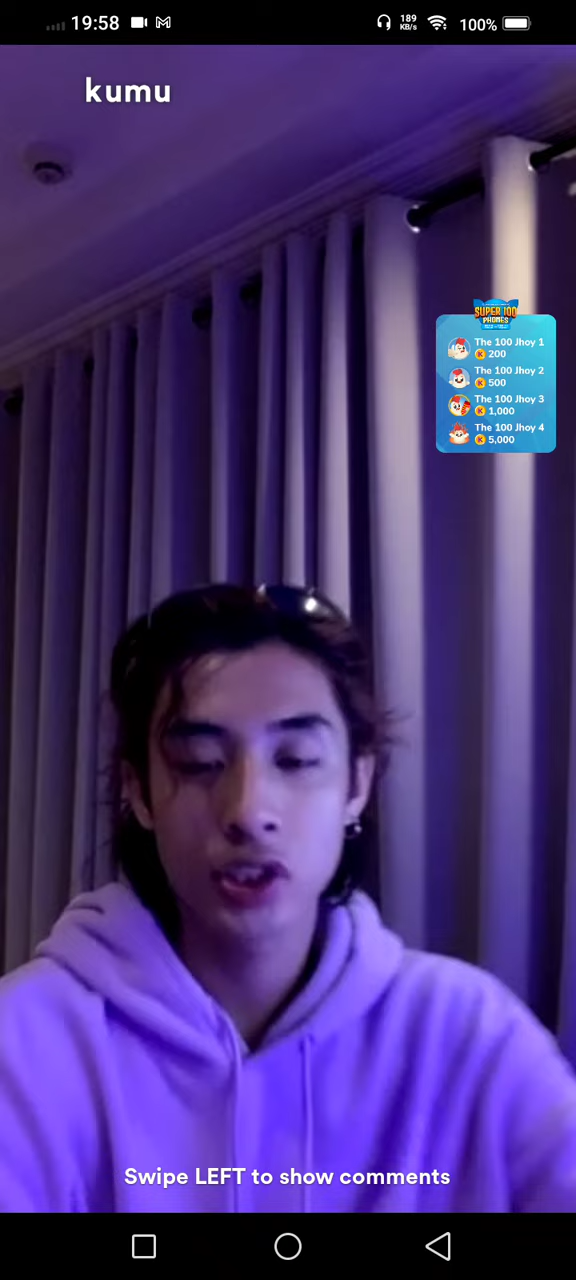 19:58
189
KB/s
100%
kumu
SUPER 100
PHONES
The 100 Jhoy 1
K 200
The 100 Jhoy 2
K 500
The 100 Jhoy 3
K 1,000
The 100 Jhoy 4
K 5,000
Swipe LEFT to show comments